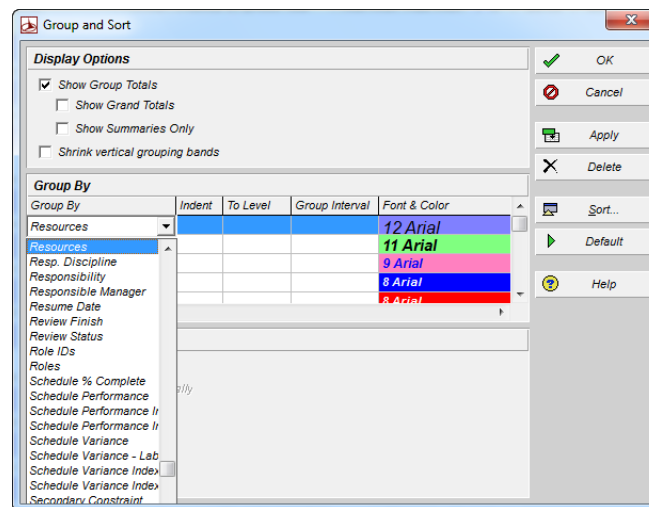 Group and Sort
Display Options
Show Group Totals
Show Grand Totals
Show Summaries Only
Shrink vertical grouping bands
Group By
Group By Indent To Level Group Interval Font & Color
Resources 12 Arial
11 Arial
9 Arial
8 Arial
8 Arial
Resources
Resp. Discipline
Responsibility
Responsible Manager
Resume Date
Review Finish
Review Status
Role IDs
Roles
Schedule % Complete
Schedule Performance
Schedule Performance Ir
Schedule Performance Ir
Schedule Variance
Schedule Variance - Lab
Schedule Variance Index
Schedule Variance Index
Secondary Constraint
OK
Cancel
Apply
Delete
Sort...
Default
Help